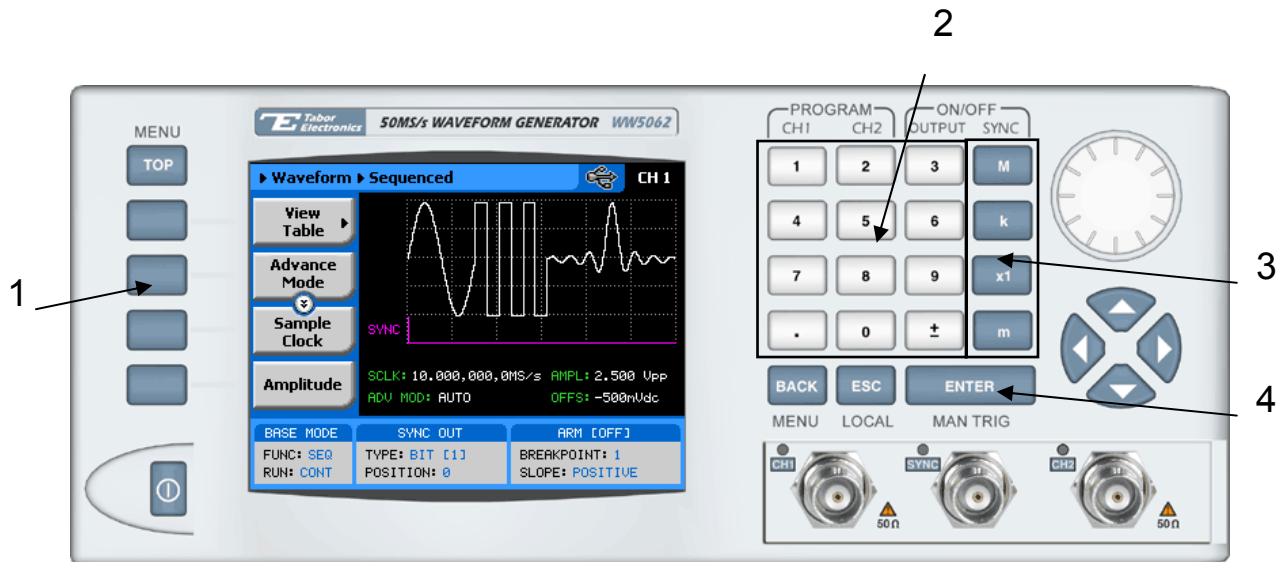 2
PROGRAM ON/OFF
CH1 CH2 OUTPUT SYNC
MENU
TOP
Tabor Electronics 50MS/s WAVEFORM GENERATOR WW5062
▶ Waveform ▶ Sequenced CH 1
View Table
Advance Mode
Sample Clock
Amplitude
SYNC
SCLK: 10.000,000,0MS/s AMPL: 2.500 Vpp
ADV MOD: AUTO OFFS: -500mVdc
BASE MODE SYNC OUT ARM [OFF]
FUNC: SEQ TYPE: BIT [1] BREAKPOINT: 1
RUN: CONT POSITION: 0 SLOPE: POSITIVE
1 2 3 M
4 5 6 k
7 8 9 x1
. 0 ± m
BACK ESC ENTER
MENU LOCAL MAN TRIG
CH1 SYNC CH2
50Ω 50Ω
1
3
4